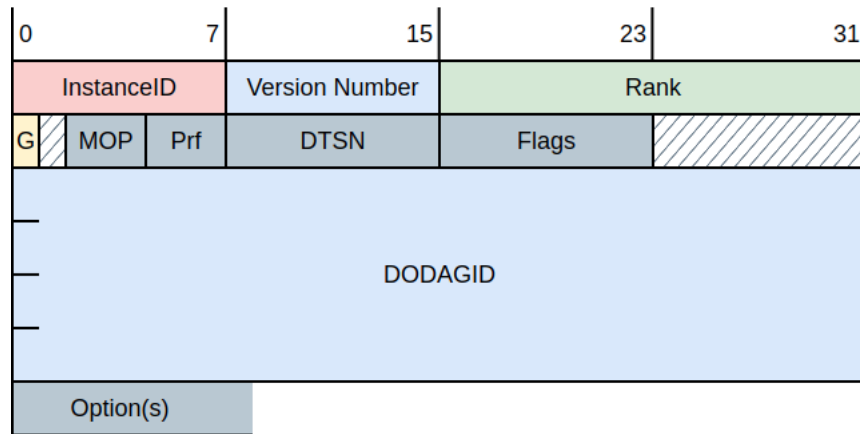 0 7 15 23 31
InstanceID Version Number Rank
G MOP Prf DTSN Flags
DODAGID
Option(s)